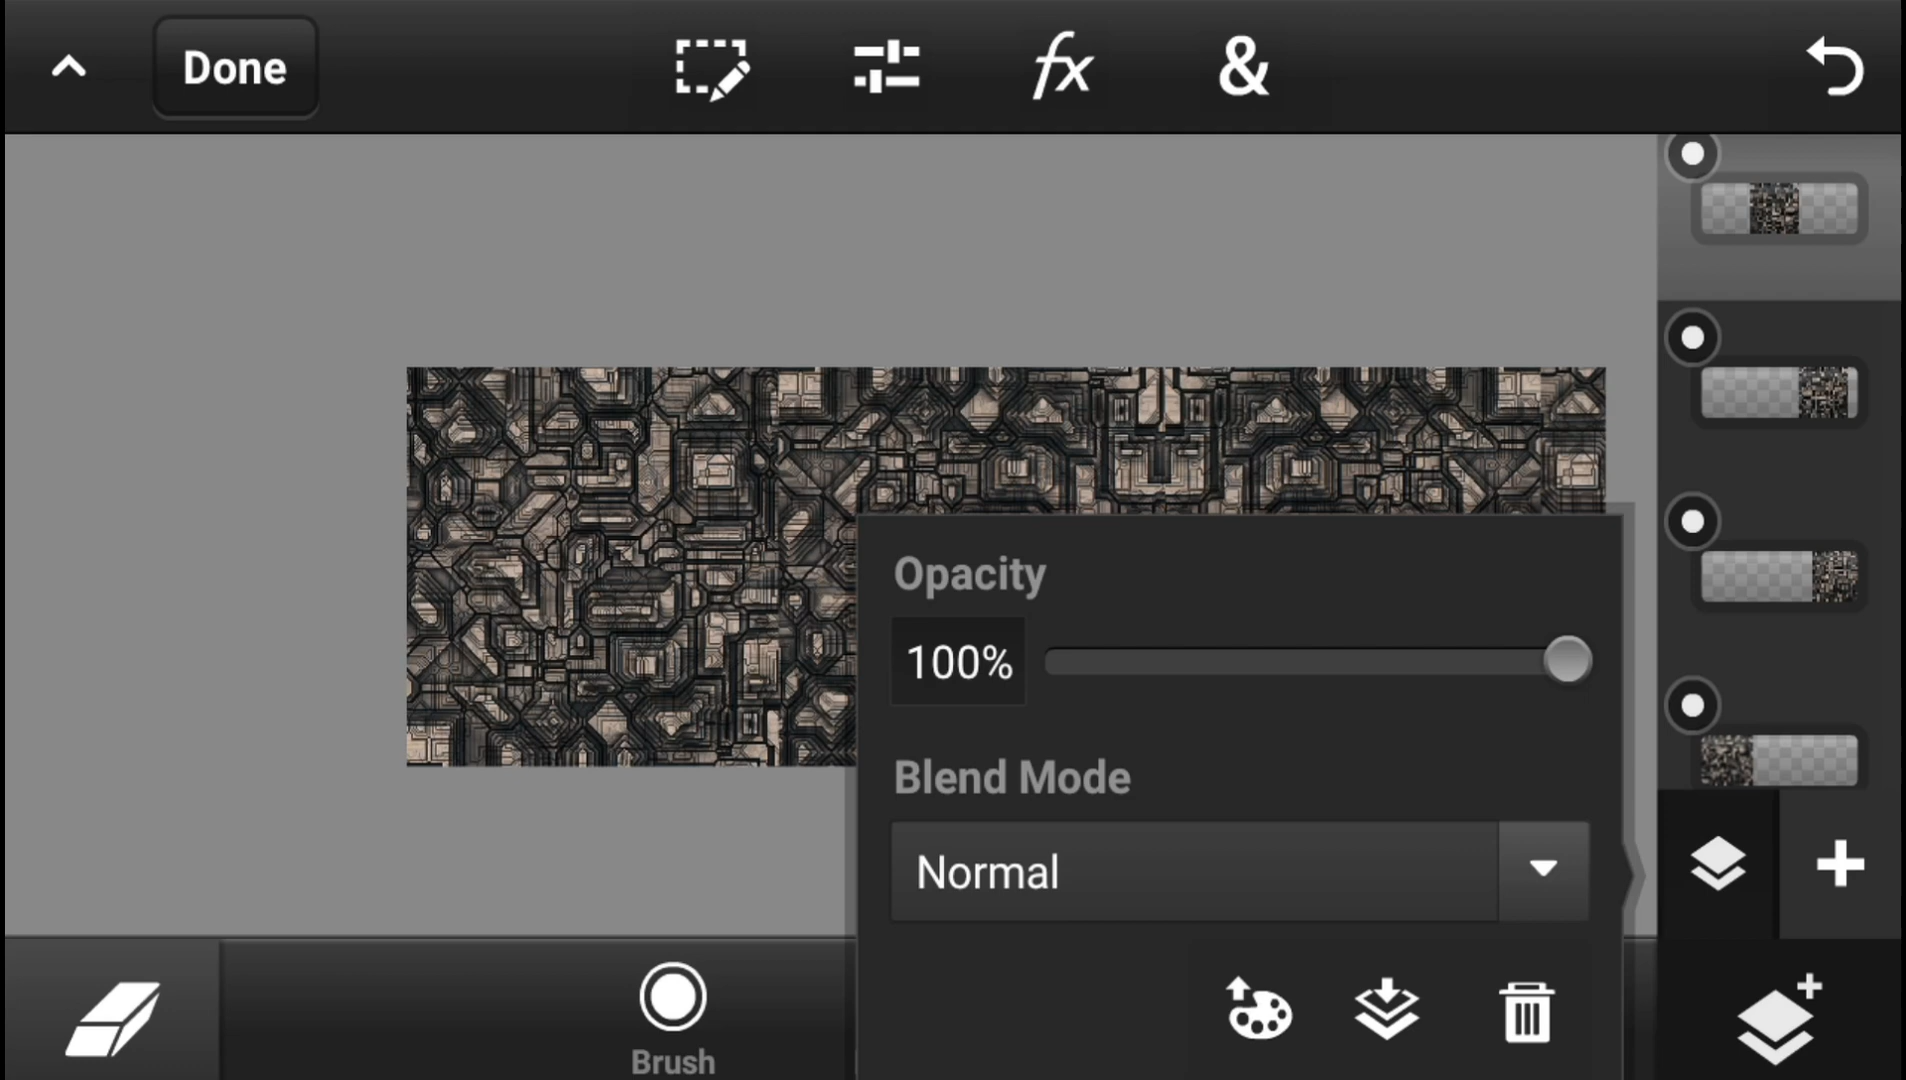 Done
fx
&
Opacity
100%
Blend Mode
Normal
Brush